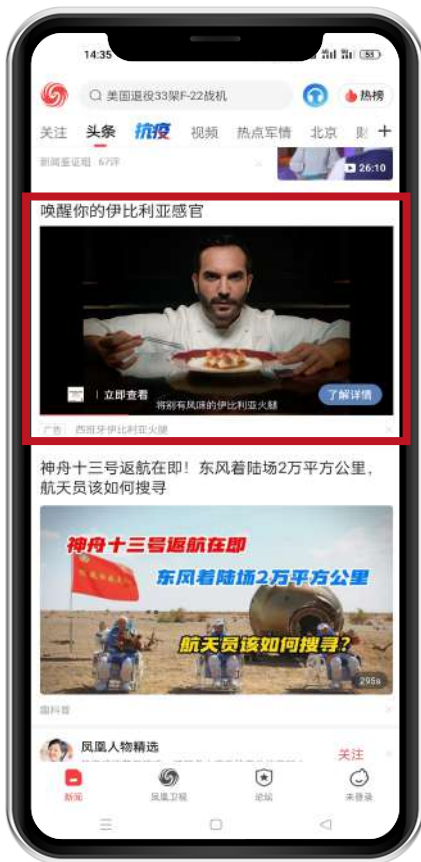 14:35
53
美国退役33架F-22战机
热榜
关注 头条 抗疫 视频 热点军情 北京 财 +
新闻鉴证组 67评
26:10
唤醒你的伊比利亚感官
立即查看
将别有风味的伊比利亚火腿
了解详情
广告 西班牙伊比利亚火腿
神舟十三号返航在即！东风着陆场2万平方公里，
航天员该如何搜寻
神舟十三号返航在即
东风着陆场2万平方公里
航天员该如何搜寻?
295s
凤凰人物精选
关注
新闻 凤凰卫视 论坛 未登录